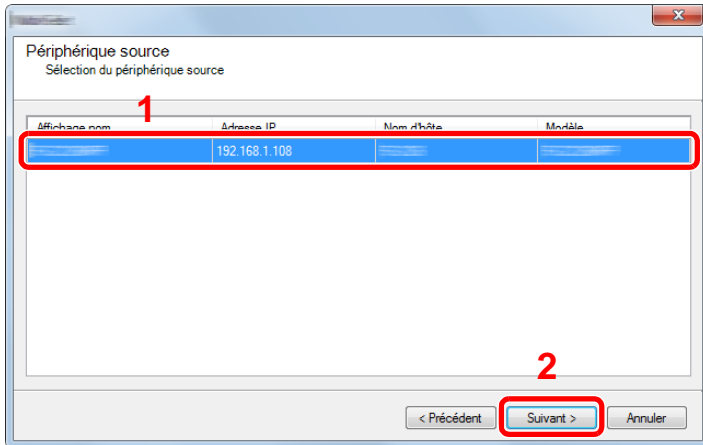 Périphérique source
Sélection du périphérique source
1
Affichage nom Adresse IP Nom d'hôte Modèle
192.168.1.108
2
< Précédent Suivant > Annuler